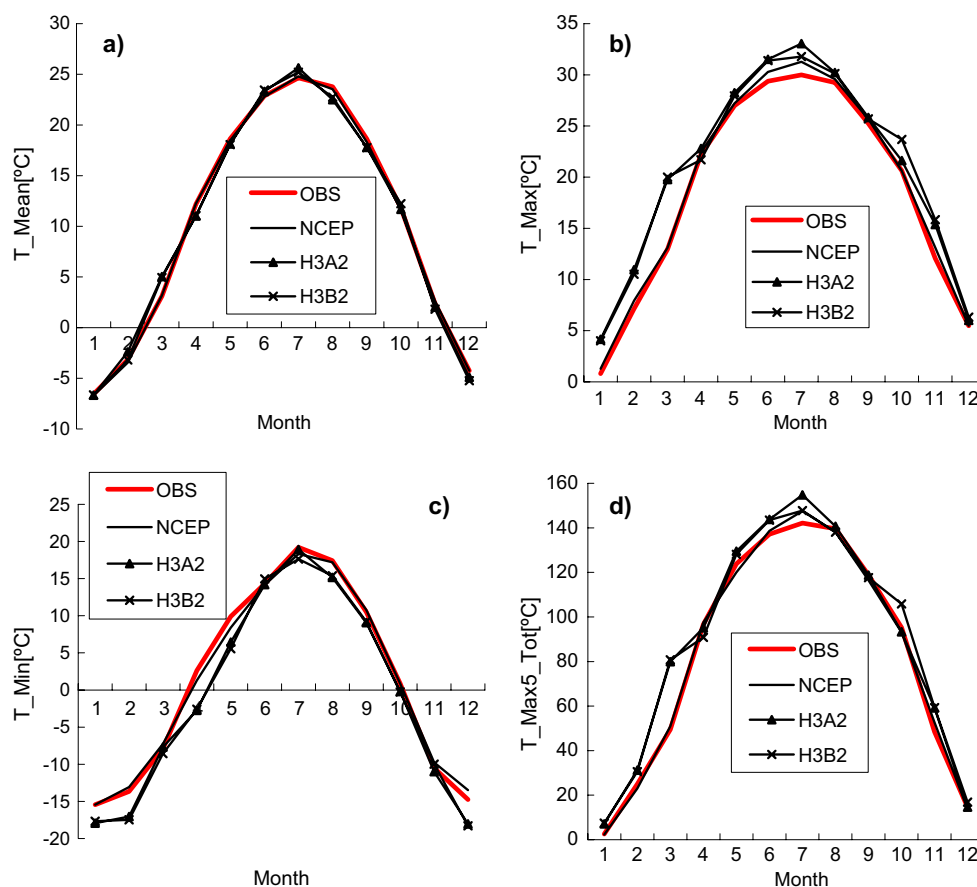 a)
T_Mean[ºC]
30
25
20
15
10
5
0
-5
-10
1 2 3 4 5 6 7 8 9 10 11 12
Month
OBS
NCEP
H3A2
H3B2
b)
T_Max[ºC]
35
30
25
20
15
10
5
0
1 2 3 4 5 6 7 8 9 10 11 12
Month
OBS
NCEP
H3A2
H3B2
c)
T_Min[ºC]
25
20
15
10
5
0
-5
-10
-15
-20
1 2 3 4 5 6 7 8 9 10 11 12
Month
OBS
NCEP
H3A2
H3B2
d)
T_Max5_Tot[ºC]
160
140
120
100
80
60
40
20
0
1 2 3 4 5 6 7 8 9 10 11 12
Month
OBS
NCEP
H3A2
H3B2